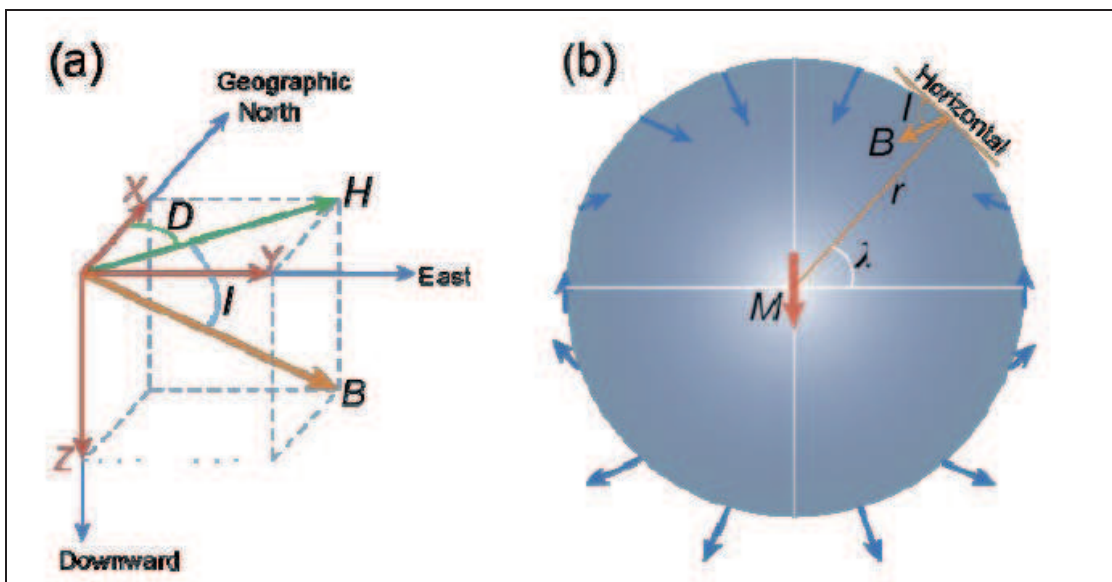 (a)
Geographic
North
X
D
H
Y
East
I
B
Z
Downward
(b)
Horizontal
I
B
r
λ
M